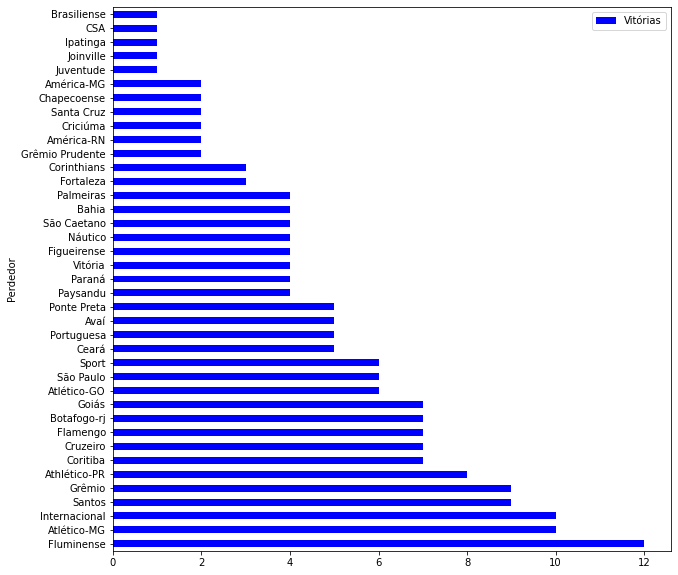 Vitórias
Perdedor
Brasiliense
CSA
Ipatinga
Joinville
Juventude
América-MG
Chapecoense
Santa Cruz
Criciúma
América-RN
Grêmio Prudente
Corinthians
Fortaleza
Palmeiras
Bahia
São Caetano
Náutico
Figueirense
Vitória
Paraná
Paysandu
Ponte Preta
Avaí
Portuguesa
Ceará
Sport
São Paulo
Atlético-GO
Goiás
Botafogo-rj
Flamengo
Cruzeiro
Coritiba
Athlético-PR
Grêmio
Santos
Internacional
Atlético-MG
Fluminense
0 2 4 6 8 10 12